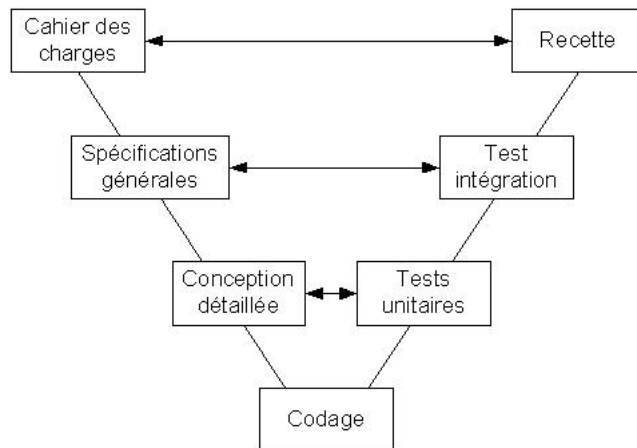 Cahier des
charges
Recette
Spécifications
générales
Test
intégration
Conception
détaillée
Tests
unitaires
Codage